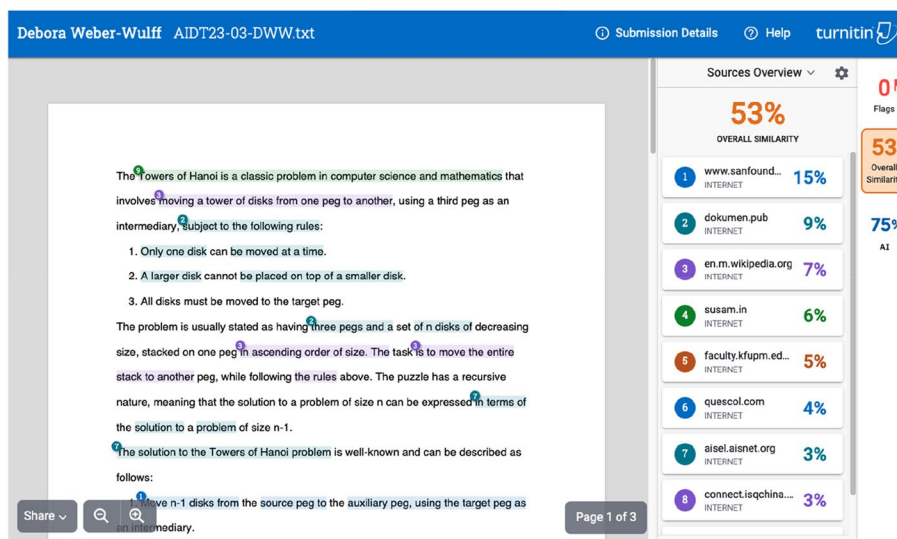 Debora Weber-Wulff AIDT23-03-DWW.txt
Submission Details
Help
turnitin
Sources Overview
53%
OVERALL SIMILARITY
1 www.sanfound... 15%
INTERNET
2 dokumen.pub 9%
INTERNET
3 en.m.wikipedia.org 7%
INTERNET
4 susam.in 6%
INTERNET
5 faculty.kfupm.ed... 5%
INTERNET
6 quescol.com 4%
INTERNET
7 aisel.aisnet.org 3%
INTERNET
8 connect.isqchina.... 3%
INTERNET
0
Flags
53
Overall
Similarit
75%
AI
9
The Towers of Hanoi is a classic problem in computer science and mathematics that
3
involves moving a tower of disks from one peg to another, using a third peg as an
2
intermediary, subject to the following rules:
1. Only one disk can be moved at a time.
2. A larger disk cannot be placed on top of a smaller disk.
3. All disks must be moved to the target peg.
2
The problem is usually stated as having three pegs and a set of n disks of decreasing
3 3
size, stacked on one peg in ascending order of size. The task is to move the entire
stack to another peg, while following the rules above. The puzzle has a recursive
7
nature, meaning that the solution to a problem of size n can be expressed in terms of
the solution to a problem of size n-1.
7
The solution to the Towers of Hanoi problem is well-known and can be described as
follows:
1
1. Move n-1 disks from the source peg to the auxiliary peg, using the target peg as
an intermediary.
Share
Page 1 of 3